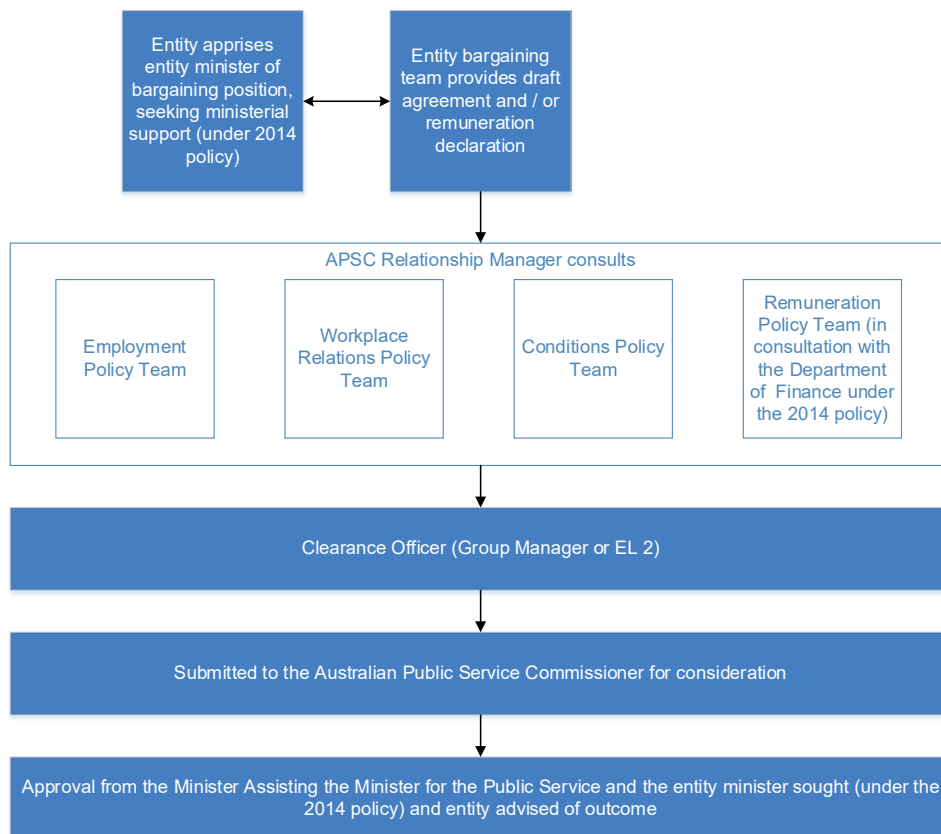 Entity apprises
entity minister of
bargaining position,
seeking ministerial
support (under 2014
policy)
Entity bargaining
team provides draft
agreement and / or
remuneration
declaration
APSC Relationship Manager consults
Employment
Policy Team
Workplace
Relations Policy
Team
Conditions Policy
Team
Remuneration
Policy Team (in
consultation with
the Department
of Finance under
the 2014 policy)
Clearance Officer (Group Manager or EL 2)
Submitted to the Australian Public Service Commissioner for consideration
Approval from the Minister Assisting the Minister for the Public Service and the entity minister sought (under the
2014 policy) and entity advised of outcome